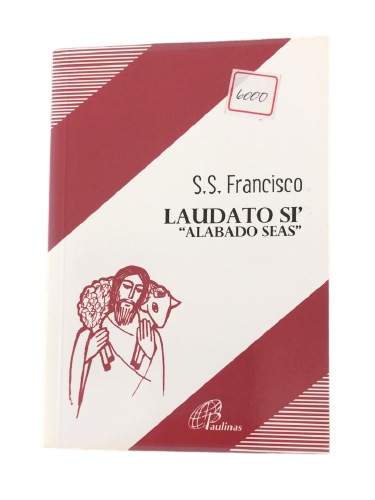 6000
S.S. Francisco
LAUDATO SI'
"ALABADO SEAS"
Paulinas